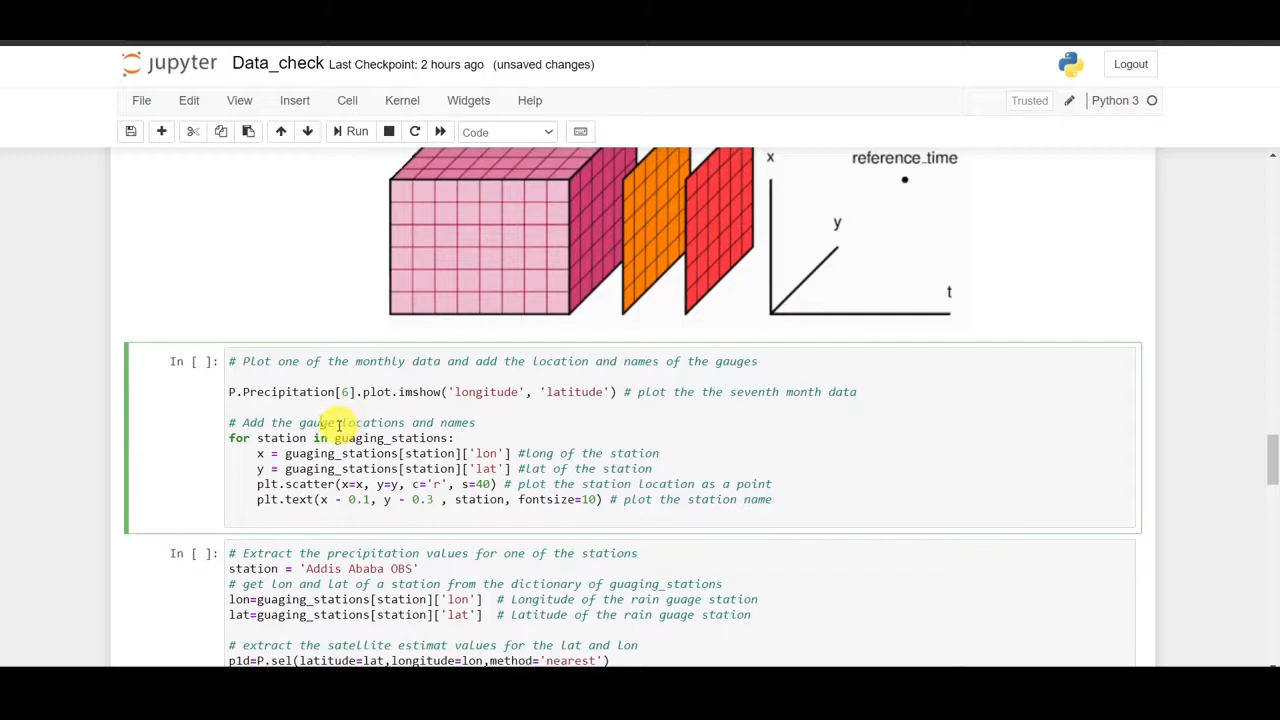 jupyter Data_check Last Checkpoint: 2 hours ago (unsaved changes) Logout
File Edit View Insert Cell Kernel Widgets Help Trusted Python 3
Run Code
x reference_time
y
t
In [ ]: # Plot one of the monthly data and add the location and names of the gauges
P.Precipitation[6].plot.imshow('longitude', 'latitude') # plot the the seventh month data
# Add the gauge locations and names
for station in guaging_stations:
x = guaging_stations[station]['lon'] #long of the station
y = guaging_stations[station]['lat'] #lat of the station
plt.scatter(x=x, y=y, c='r', s=40) # plot the station location as a point
plt.text(x - 0.1, y - 0.3 , station, fontsize=10) # plot the station name
In [ ]: # Extract the precipitation values for one of the stations
station = 'Addis Ababa OBS'
# get lon and lat of a station from the dictionary of guaging_stations
lon=guaging_stations[station]['lon'] # Longitude of the rain guage station
lat=guaging_stations[station]['lat'] # Latitude of the rain guage station
# extract the satellite estimat values for the lat and lon
p1d=P.sel(latitude=lat,longitude=lon,method='nearest')